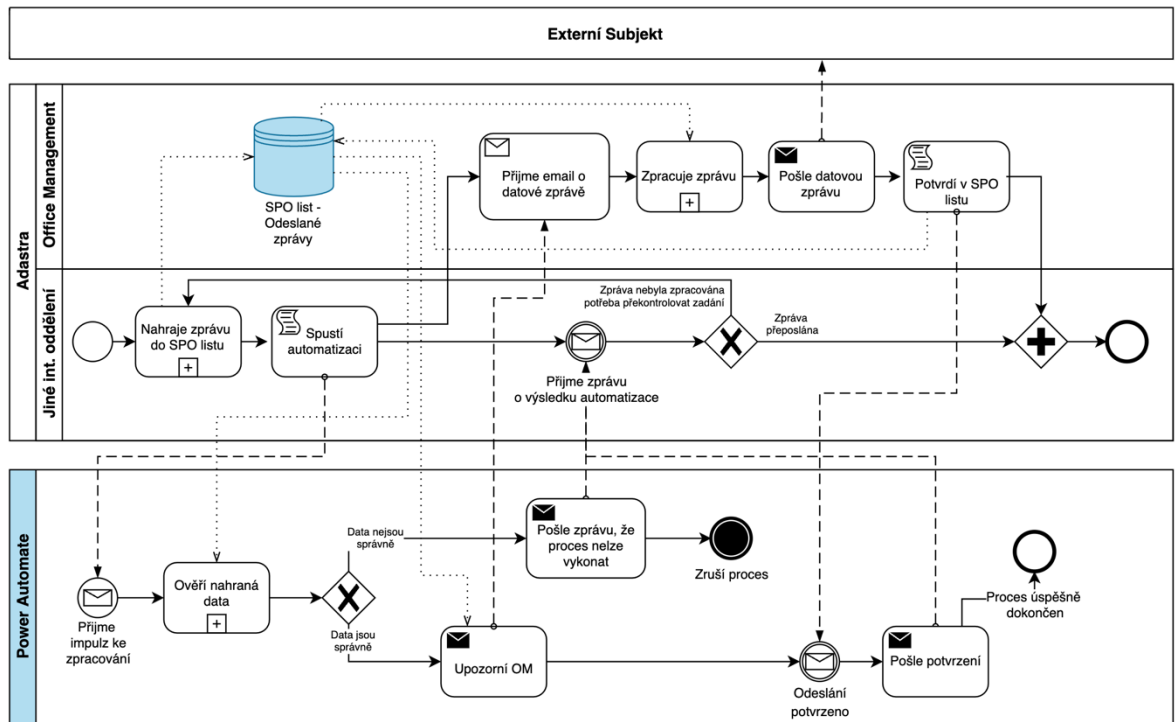 Externí Subjekt
Adastra
Office Management
SPO list -
Odeslané
zprávy
Přijme email o
datové zprávě
Zpracuje zprávu
Pošle datovou
zprávu
Potvrdí v SPO
listu
Jiné int. oddělení
Nahraje zprávu
do SPO listu
Spustí
automatizaci
Přijme zprávu
o výsledku automatizace
Zpráva nebyla zpracována
potřeba překontrolovat zadání
Zpráva
přeposlána
Power Automate
Přijme
impulz ke
zpracování
Ověří nahraná
data
Data nejsou
správně
Data jsou
správně
Pošle zprávu, že
proces nelze
vykonat
Zruší proces
Upozorní OM
Odeslání
potvrzeno
Pošle potvrzení
Proces úspěšně
dokončen